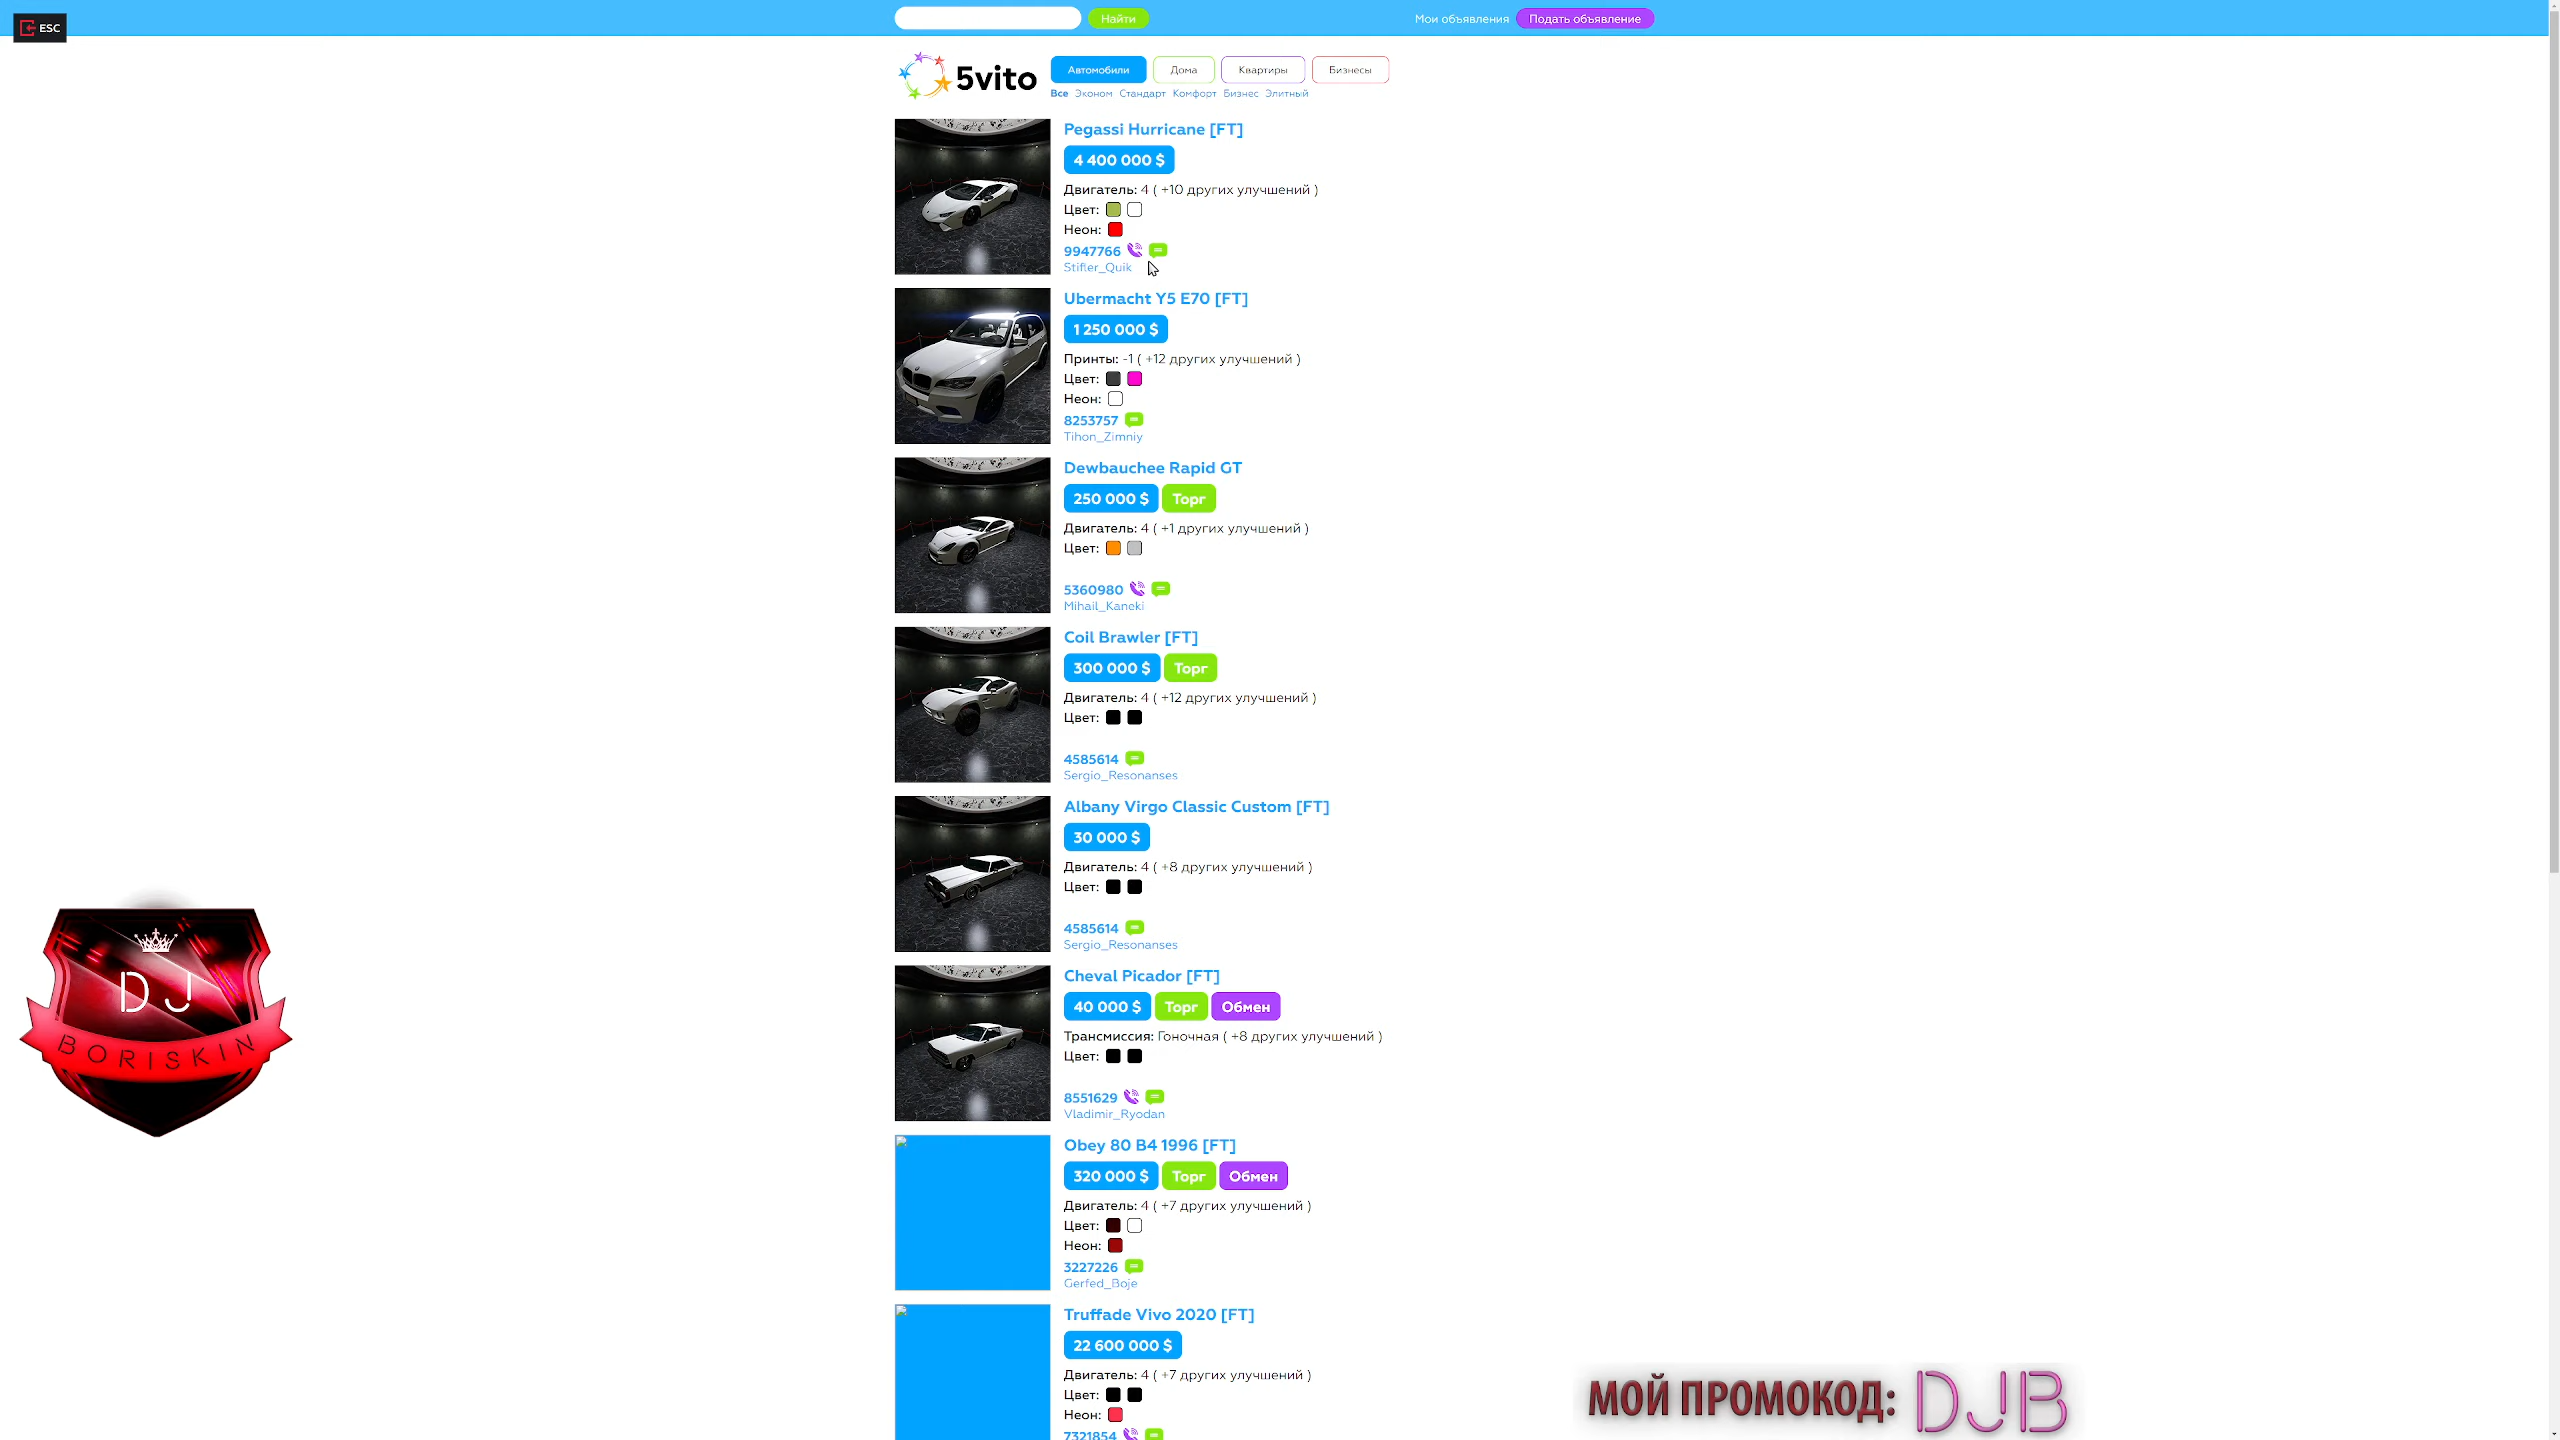 ESC
Найти
Мои объявления
Подать объявление
5vito
Автомобили
Дома
Квартиры
Бизнесы
Все Эконом Стандарт Комфорт Бизнес Элитный
Pegassi Hurricane [FT]
4 400 000 $
Двигатель: 4 ( +10 других улучшений )
Цвет:
Неон:
9947766
Stifler_Quik
Ubermacht Y5 E70 [FT]
1 250 000 $
Принты: -1 ( +12 других улучшений )
Цвет:
Неон:
8253757
Tihon_Zimniy
Dewbauchee Rapid GT
250 000 $ Торг
Двигатель: 4 ( +1 других улучшений )
Цвет:
5360980
Mihail_Kaneki
Coil Brawler [FT]
300 000 $ Торг
Двигатель: 4 ( +12 других улучшений )
Цвет:
4585614
Sergio_Resonanses
Albany Virgo Classic Custom [FT]
30 000 $
Двигатель: 4 ( +8 других улучшений )
Цвет:
4585614
Sergio_Resonanses
Cheval Picador [FT]
40 000 $ Торг Обмен
Трансмиссия: Гоночная ( +8 других улучшений )
Цвет:
8551629
Vladimir_Ryodan
Obey 80 B4 1996 [FT]
320 000 $ Торг Обмен
Двигатель: 4 ( +7 других улучшений )
Цвет:
Неон:
3227226
Gerfed_Boje
Truffade Vivo 2020 [FT]
22 600 000 $
Двигатель: 4 ( +7 других улучшений )
Цвет:
Неон:
7321854
DJ
BORISKIN
МОЙ ПРОМОКОД: DJB